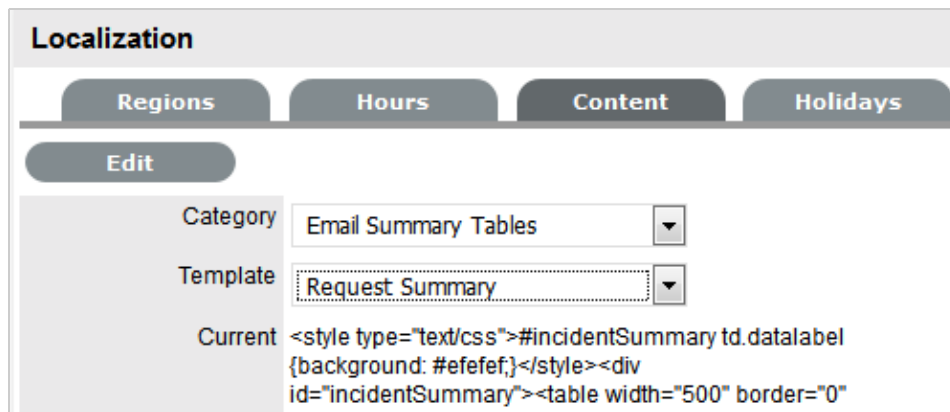 Localization
Regions Hours Content Holidays
Edit
Category Email Summary Tables
Template Request Summary
Current <style type="text/css">#incidentSummary td.datalabel
{background: #efefef;}</style><div
id="incidentSummary"><table width="500" border="0"